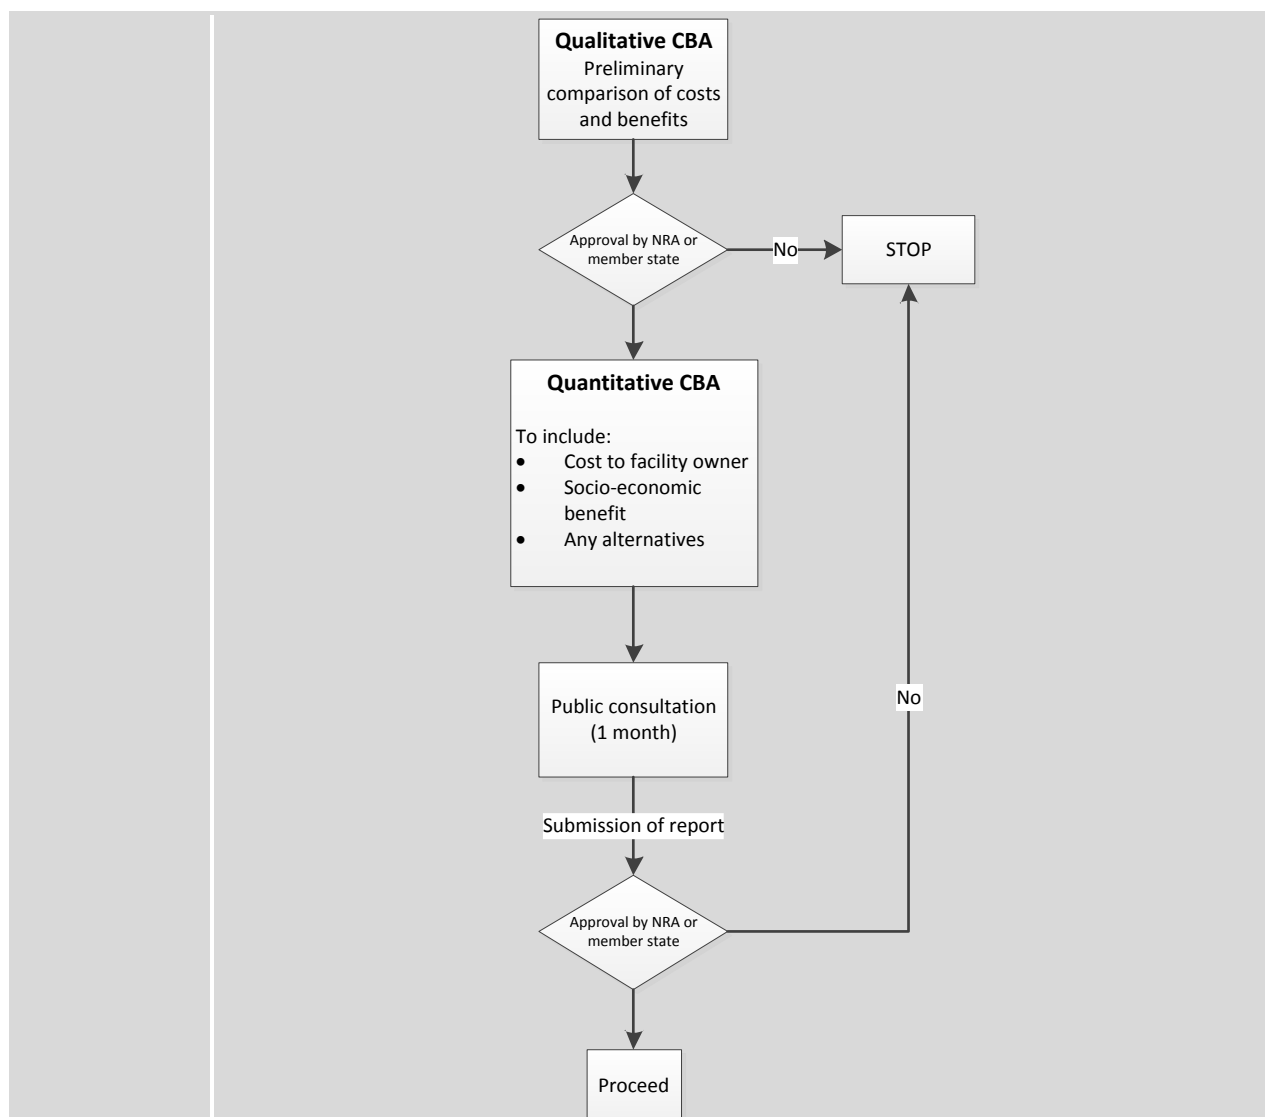 Qualitative CBA
Preliminary
comparison of costs
and benefits
Approval by NRA or
member state
No
STOP
Quantitative CBA
To include:
• Cost to facility owner
• Socio-economic
benefit
• Any alternatives
Public consultation
(1 month)
No
Submission of report
Approval by NRA or
member state
Proceed